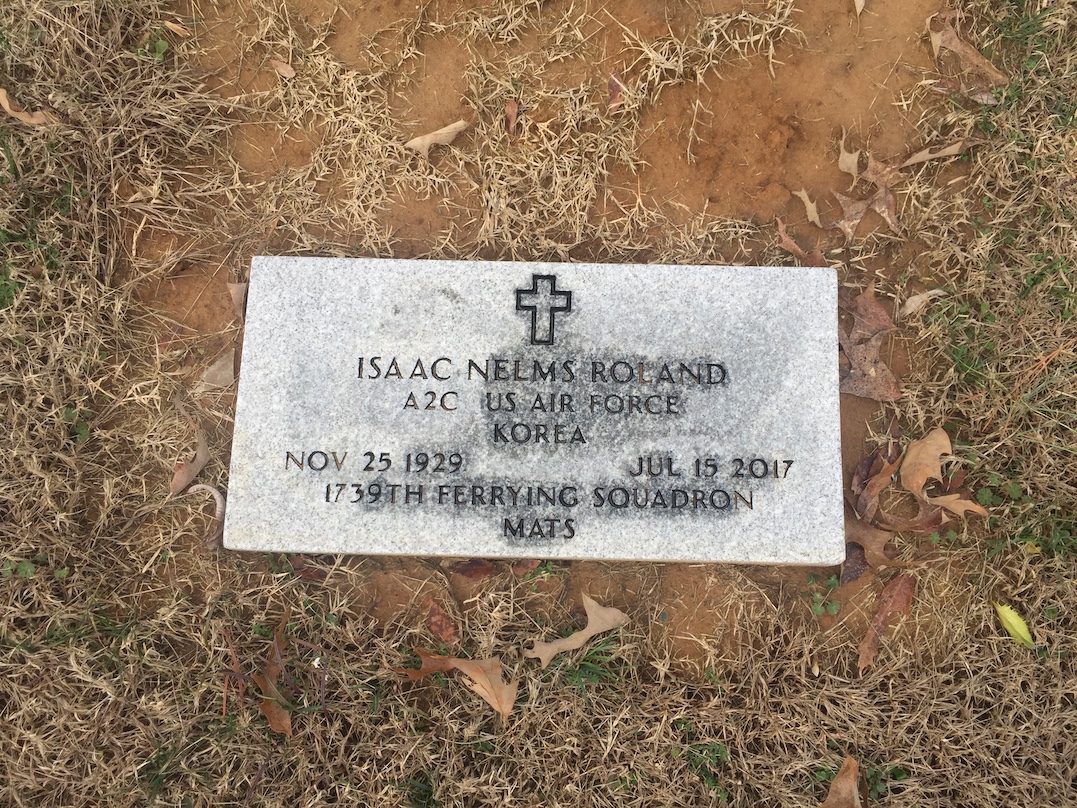 ISAAC NELMS ROLAND
A2C US AIR FORCE
KOREA
NOV 25 1929 JUL 15 2017
1739TH FERRYING SQUADRON
MATS